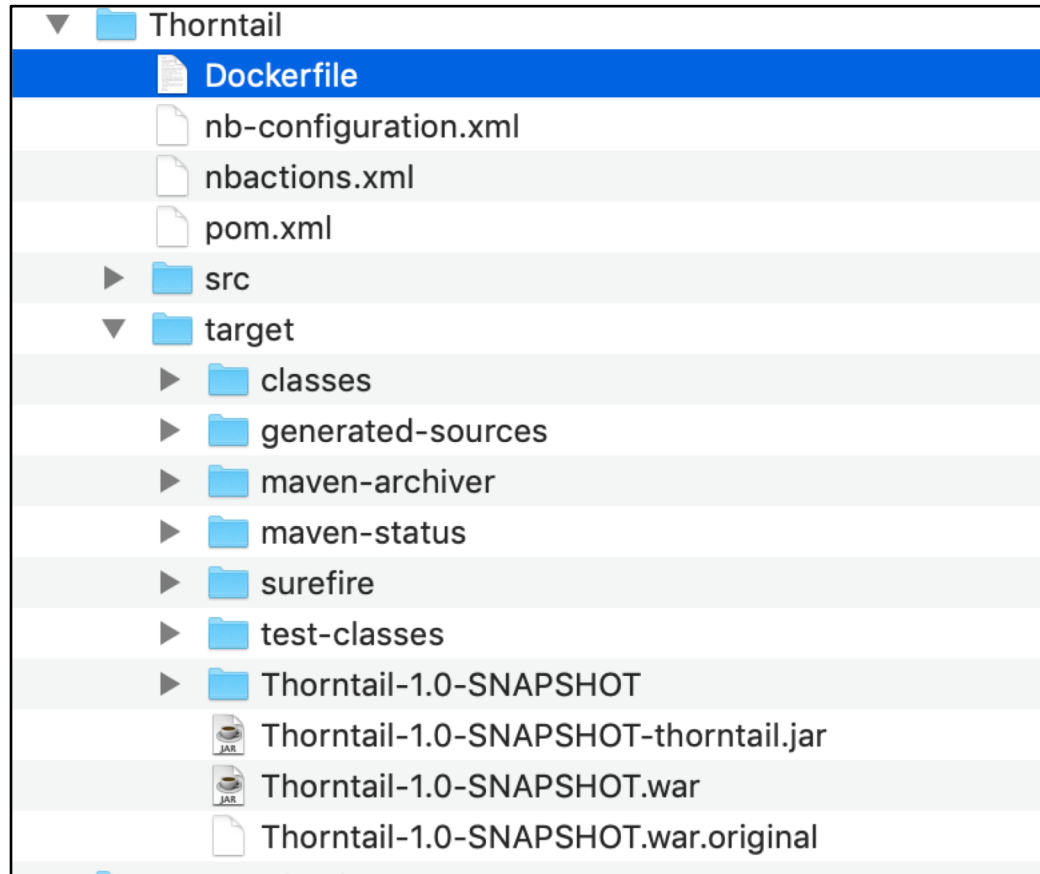 Thorntail
Dockerfile
nb-configuration.xml
nbactions.xml
pom.xml
src
target
classes
generated-sources
maven-archiver
maven-status
surefire
test-classes
Thorntail-1.0-SNAPSHOT
JAR Thorntail-1.0-SNAPSHOT-thorntail.jar
JAR Thorntail-1.0-SNAPSHOT.war
Thorntail-1.0-SNAPSHOT.war.original